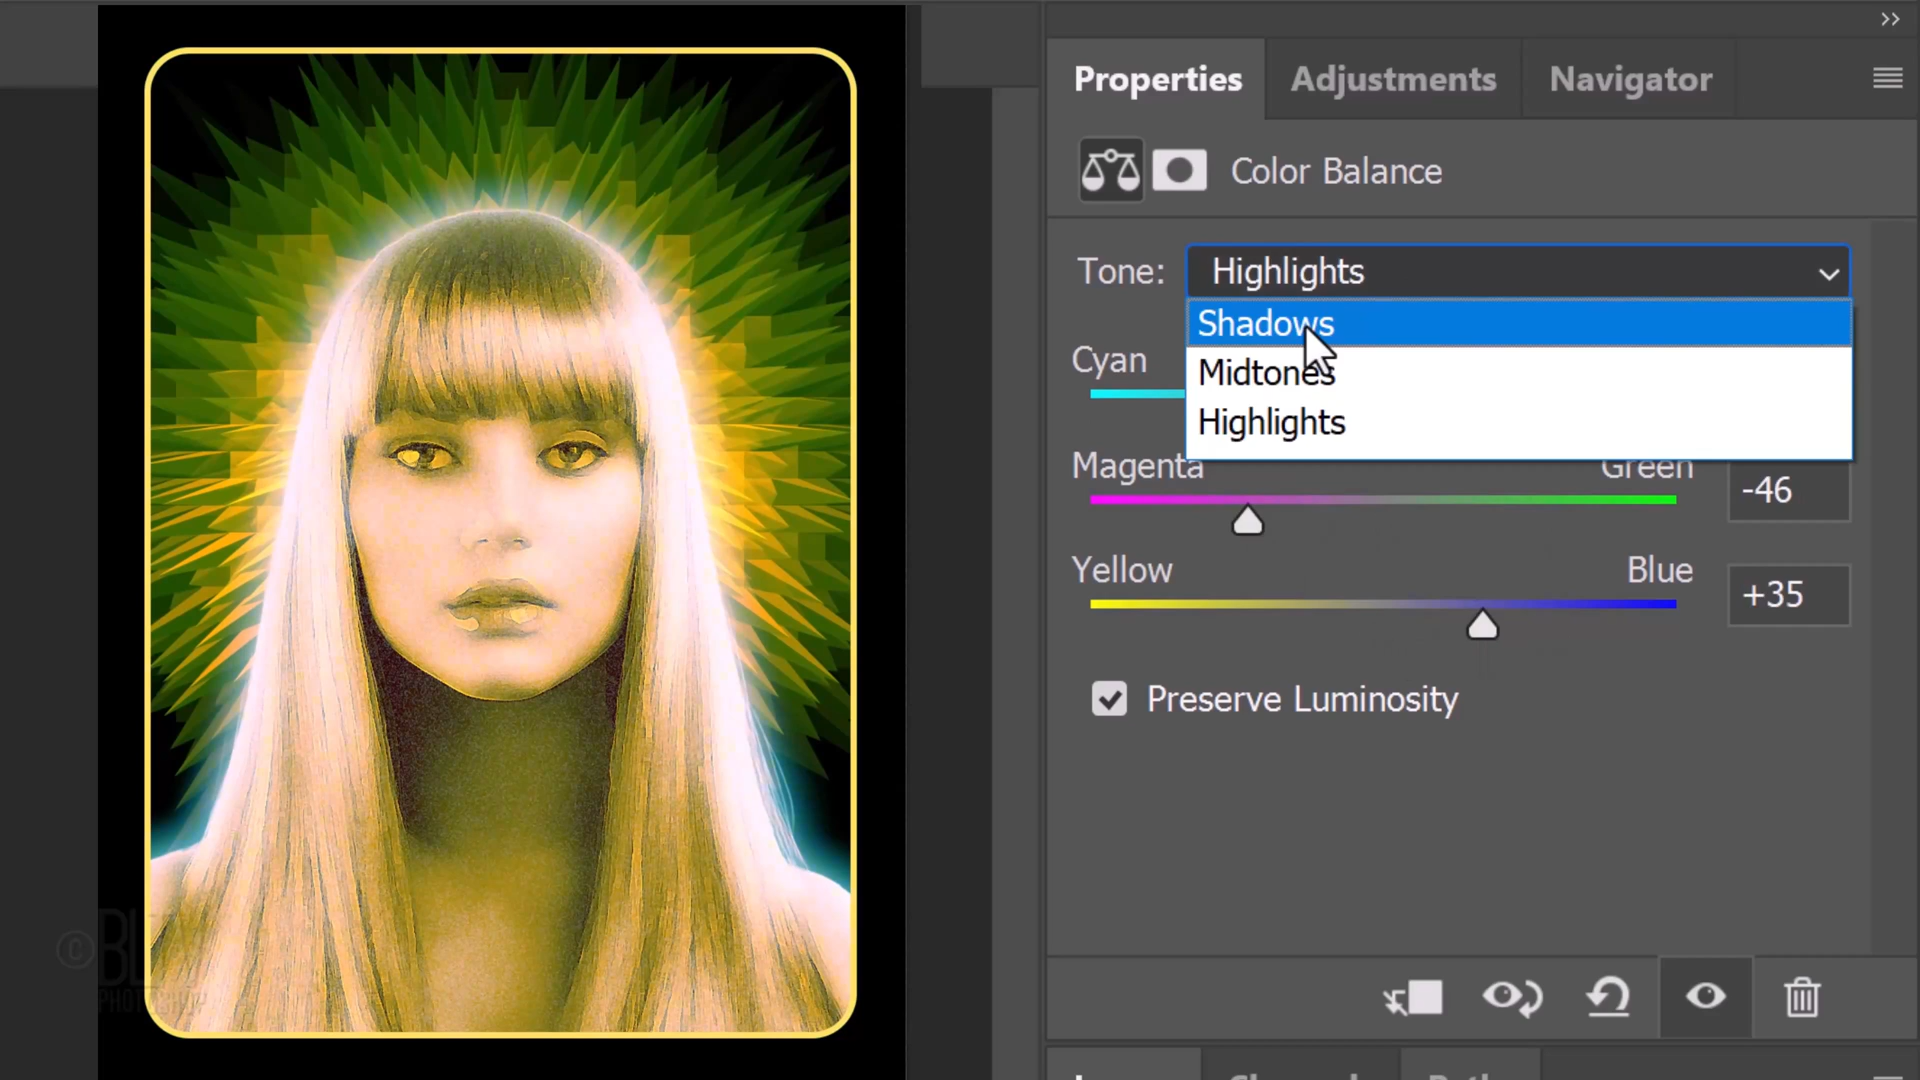 Properties
Adjustments
Navigator
Color Balance
Tone:
Highlights
Shadows
Midtones
Highlights
Cyan
Magenta
Green
-46
Yellow
Blue
+35
Preserve Luminosity
©